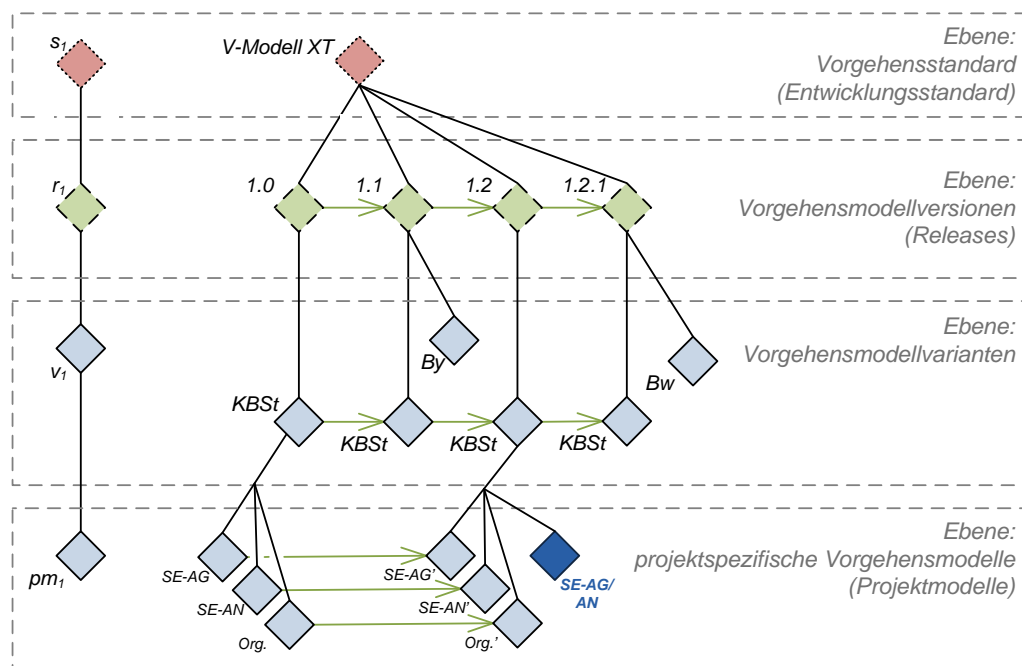 s1
V-Modell XT
Ebene:
Vorgehensstandard
(Entwicklungsstandard)
r1
1.0
1.1
1.2
1.2.1
Ebene:
Vorgehensmodellversionen
(Releases)
v1
By
Bw
Ebene:
Vorgehensmodellvarianten
KBSt
KBSt
KBSt
KBSt
pm1
SE-AG
SE-AN
Org.
SE-AG'
SE-AN'
Org.'
SE-AG/
AN
Ebene:
projektspezifische Vorgehensmodelle
(Projektmodelle)